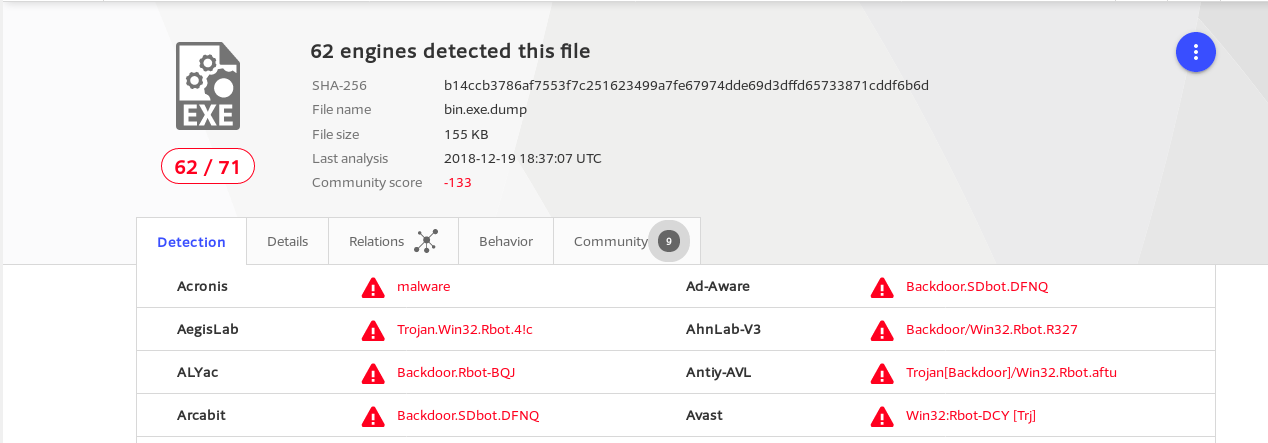 62 engines detected this file
EXE
SHA-256 b14ccb3786af7553f7c251623499a7fe67974dde69d3dffd65733871cddf6b6d
File name bin.exe.dump
File size 155 KB
62 / 71
Last analysis 2018-12-19 18:37:07 UTC
Community score -133
Detection Details Relations Behavior Community 9
Acronis malware Ad-Aware Backdoor.SDbot.DFNQ
AegisLab Trojan.Win32.Rbot.4!c AhnLab-V3 Backdoor/Win32.Rbot.R327
ALYac Backdoor.Rbot-BQJ Antiy-AVL Trojan[Backdoor]/Win32.Rbot.aftu
Arcabit Backdoor.SDbot.DFNQ Avast Win32:Rbot-DCY [Trj]